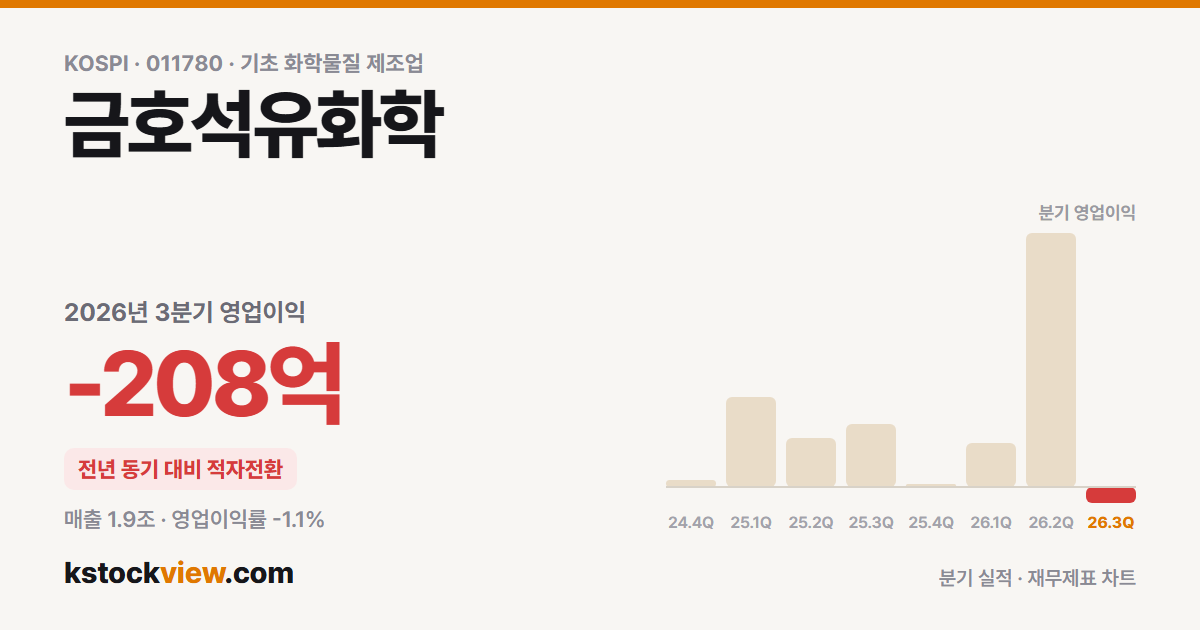 KOSPI · 011780 · 기초 화학물질 제조업
금호석유화학
분기 영업이익
2026년 3분기 영업이익
-208억
전년 동기 대비 적자전환
매출 1.9조 · 영업이익률 -1.1%
24.4Q 25.1Q 25.2Q 25.3Q 25.4Q 26.1Q 26.2Q 26.3Q
kstockview.com
분기 실적 · 재무제표 차트